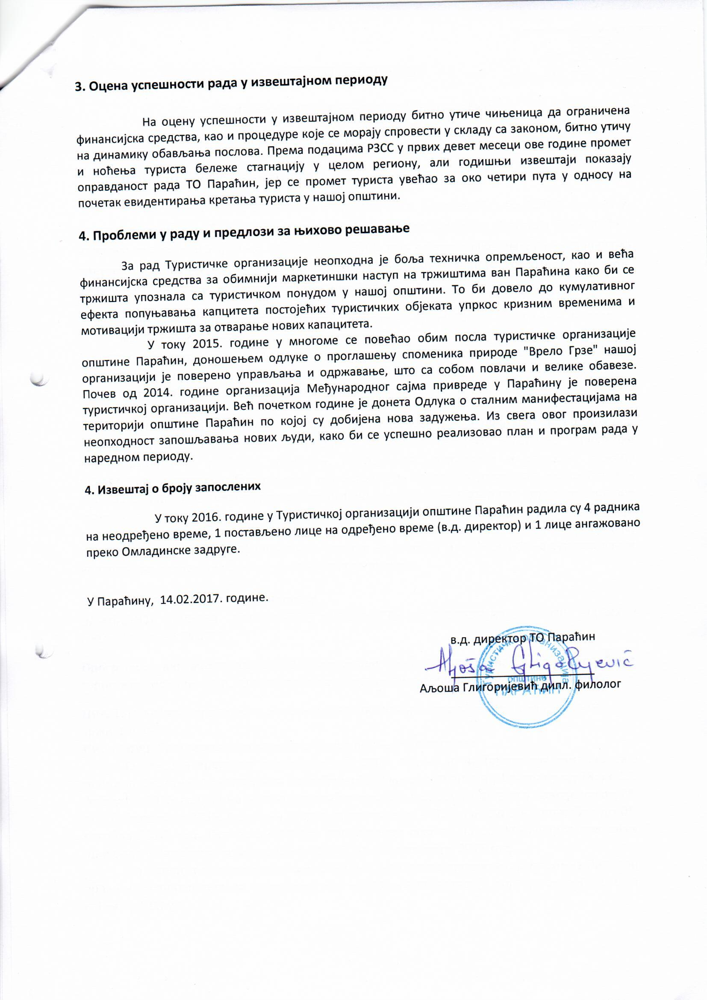 3. Оцена успешности рада у извештајном периоду
На оцену успешности у извештајном периоду битно утиче чињеница да ограничена
финансијска средства, као и процедуре које се морају спровести у складу са законом, битно утичу
на динамику обављања послова. Према подацима РЗСС у првих девет месеци ове године промет
и ноћења туриста бележе стагнацију у целом региону, али годишњи извештаји показају
оправданост рада ТО Параћин, јер се промет туриста увећао за око четири пута у односу на
почетак евидентирања кретања туриста у нашој општини.
4. Проблеми у раду и предлози за њихово решавање
За рад Туристичке организације неопходна је боља техничка опремљеност, као и већа
финансијска средства за обимнији маркетиншки наступ на тржиштима ван Параћина како би се
тржишта упознала са туристичком понудом у нашој општини. То би довело до кумулативног
ефекта попуњавања капцитета постојећих туристичких објеката упркос кризним временима и
мотивацији тржишта за отварање нових капацитета.
У току 2015. године у многоме се повећао обим посла туристичке организације
општине Параћин, доношењем одлуке о проглашењу споменика природе "Врело Грзе" нашој
организацији је поверено управљања и одржавање, што са собом повлачи и велике обавезе.
Почев од 2014. године организација Међународног сајма привреде у Параћину је поверена
туристичкој организацији. Већ почетком године је донета Одлука о сталним манифестацијама на
територији општине Параћин по којој су добијена нова задужења. Из свега овог произилази
неопходност запошљавања нових људи, како би се успешно реализовао план и програм рада у
наредном периоду.
4. Извештај о броју запослених
У току 2016. године у Туристичкој организацији општине Параћин радила су 4 радника
на неодређено време, 1 постављено лице на одређено време (в.д. директор) и 1 лице ангажовано
преко Омладинске задруге.
У Параћину, 14.02.2017. године.
в.д. директор ТО Параћин
Aljoša Gligorijević
Туристичка организација
општине
ПАРАЋИН
Аљоша Глигоријевић дипл. филолог